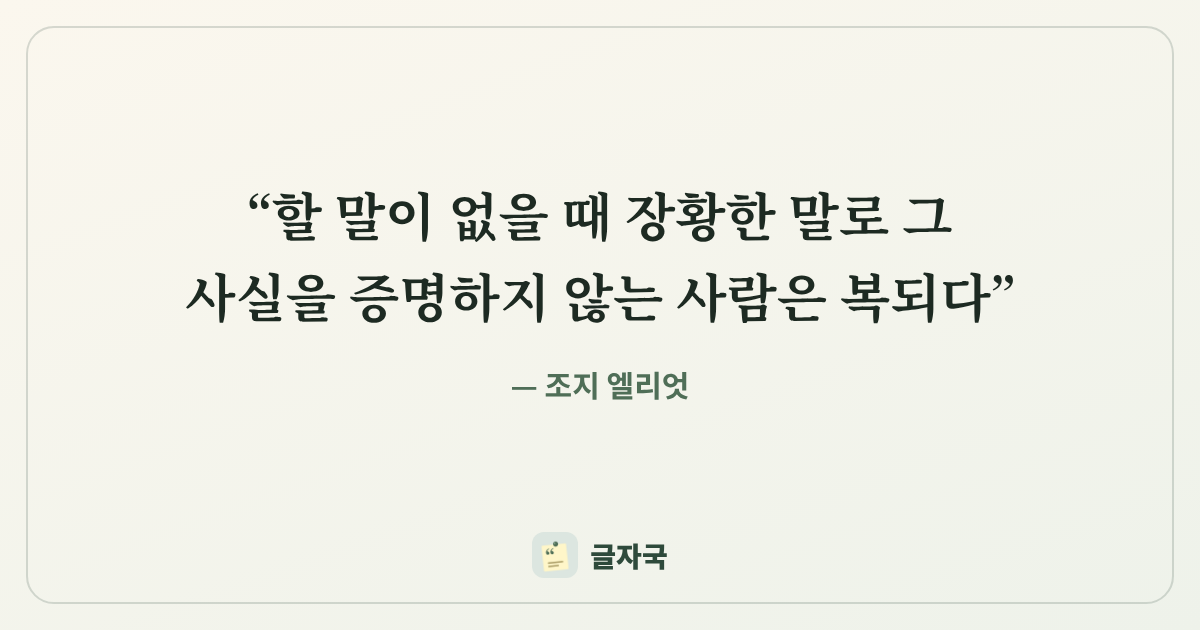 “할 말이 없을 때 장황한 말로 그
사실을 증명하지 않는 사람은 복되다”
— 조지 엘리엇
글자국